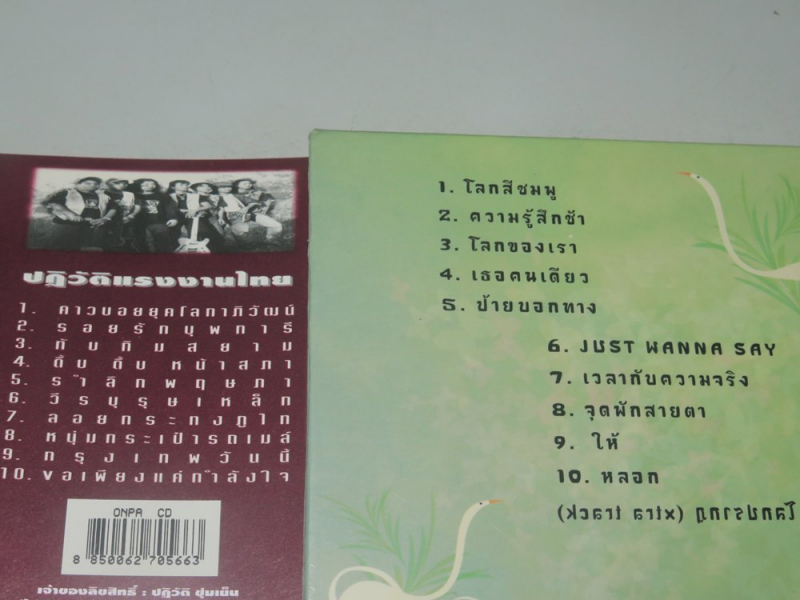 ปฏิวัติแรงงานไทย
1. คาวบอยยุคโลกาภิวัฒน์
2. รอยรักบุพการี
3. ทับทิมสยาม
4. ตึ๊บ ตึ๊บ หน้าสภา
5. รำลึกพฤษภา
6. วีรบุรุษเหล็ก
7. ลอยกระทงภูไท
8. หนุ่มกระเป๋ารถเมล์
9. กรุงเทพวันนี้
10. ขอเพียงแค่กำลังใจ
ONPA CD
8 850062 705663
เจ้าของลิขสิทธิ์ : ปฏิวัติ ชุมเม็น
1. โลกสีชมพู
2. ความรู้สึกช้า
3. โลกของเรา
4. เธอคนเดียว
5. ป้ายบอกทาง
6. JUST WANNA SAY
7. เวลากับความจริง
8. จุดพักสายตา
9. ให้
10. หลอก
(xtra track)